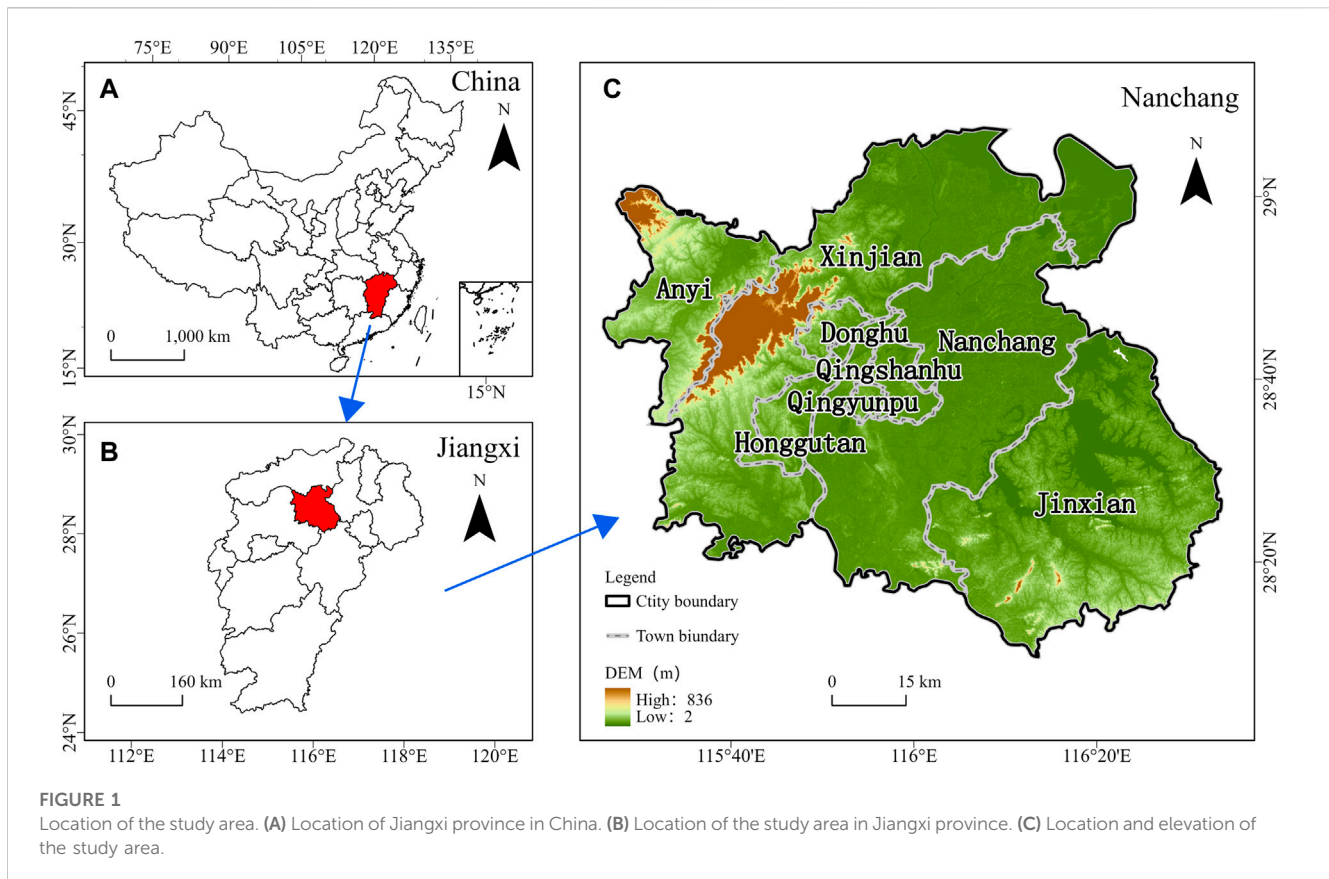 75°E 90°E 105°E 120°E 135°E
A
China
N
45°N
30°N
15°N
0 1,000 km
15°N
B
Jiangxi
N
30°N
28°N
26°N
24°N
0 160 km
112°E 114°E 116°E 118°E 120°E
C
Nanchang
N
29°N
28°40'N
28°20'N
Xinjian
Anyi
Donghu
Nanchang
Qingshanhu
Qingyunpu
Honggutan
Jinxian
Legend
Ctity boundary
Town biundary
DEM (m)
High: 836
Low: 2
0 15 km
115°40'E 116°E 116°20'E
FIGURE 1
Location of the study area. (A) Location of Jiangxi province in China. (B) Location of the study area in Jiangxi province. (C) Location and elevation of
the study area.